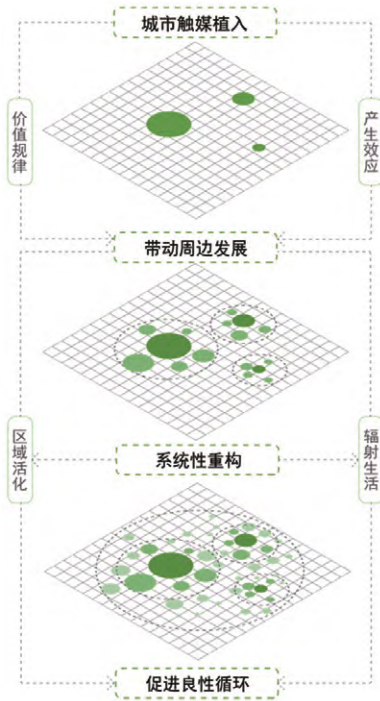 城市触媒植入
价值规律
产生效应
带动周边发展
区域活化
系统性重构
辐射生活
促进良性循环